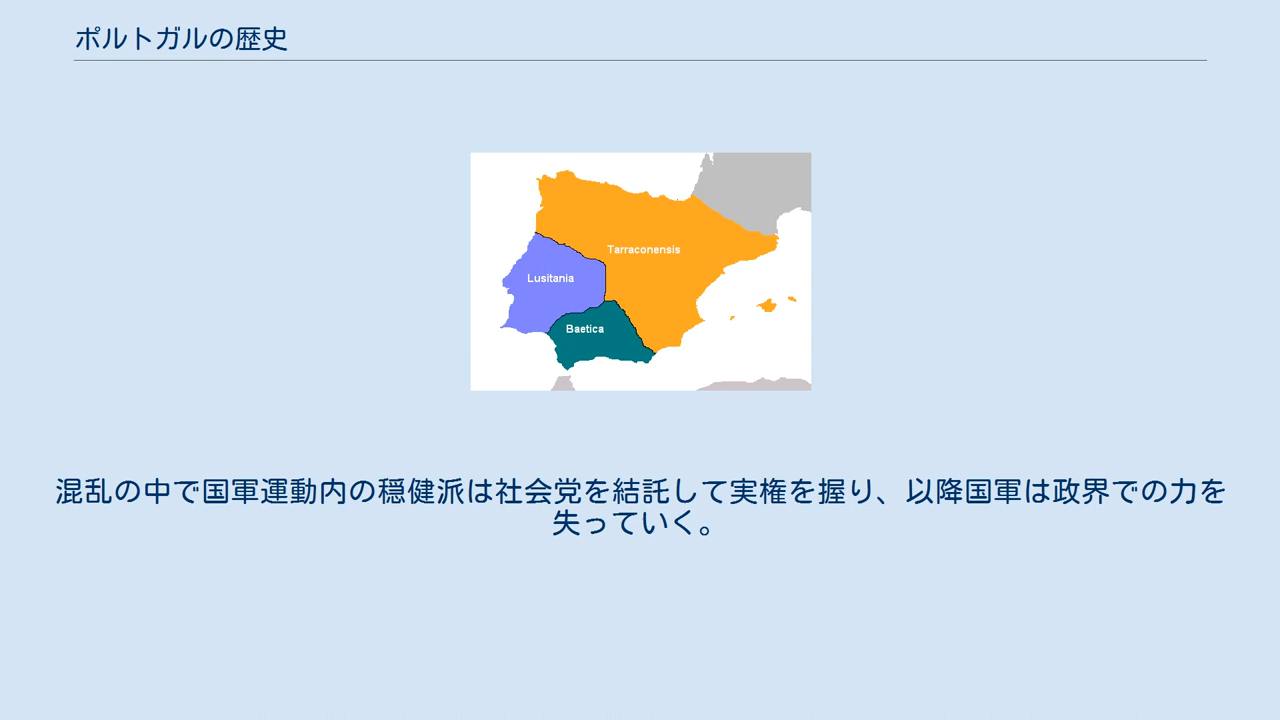 ポルトガルの歴史
Tarraconensis
Lusitania
Baetica
混乱の中で国軍運動内の穏健派は社会党を結託して実権を握り、以降国軍は政界での力を
失っていく。